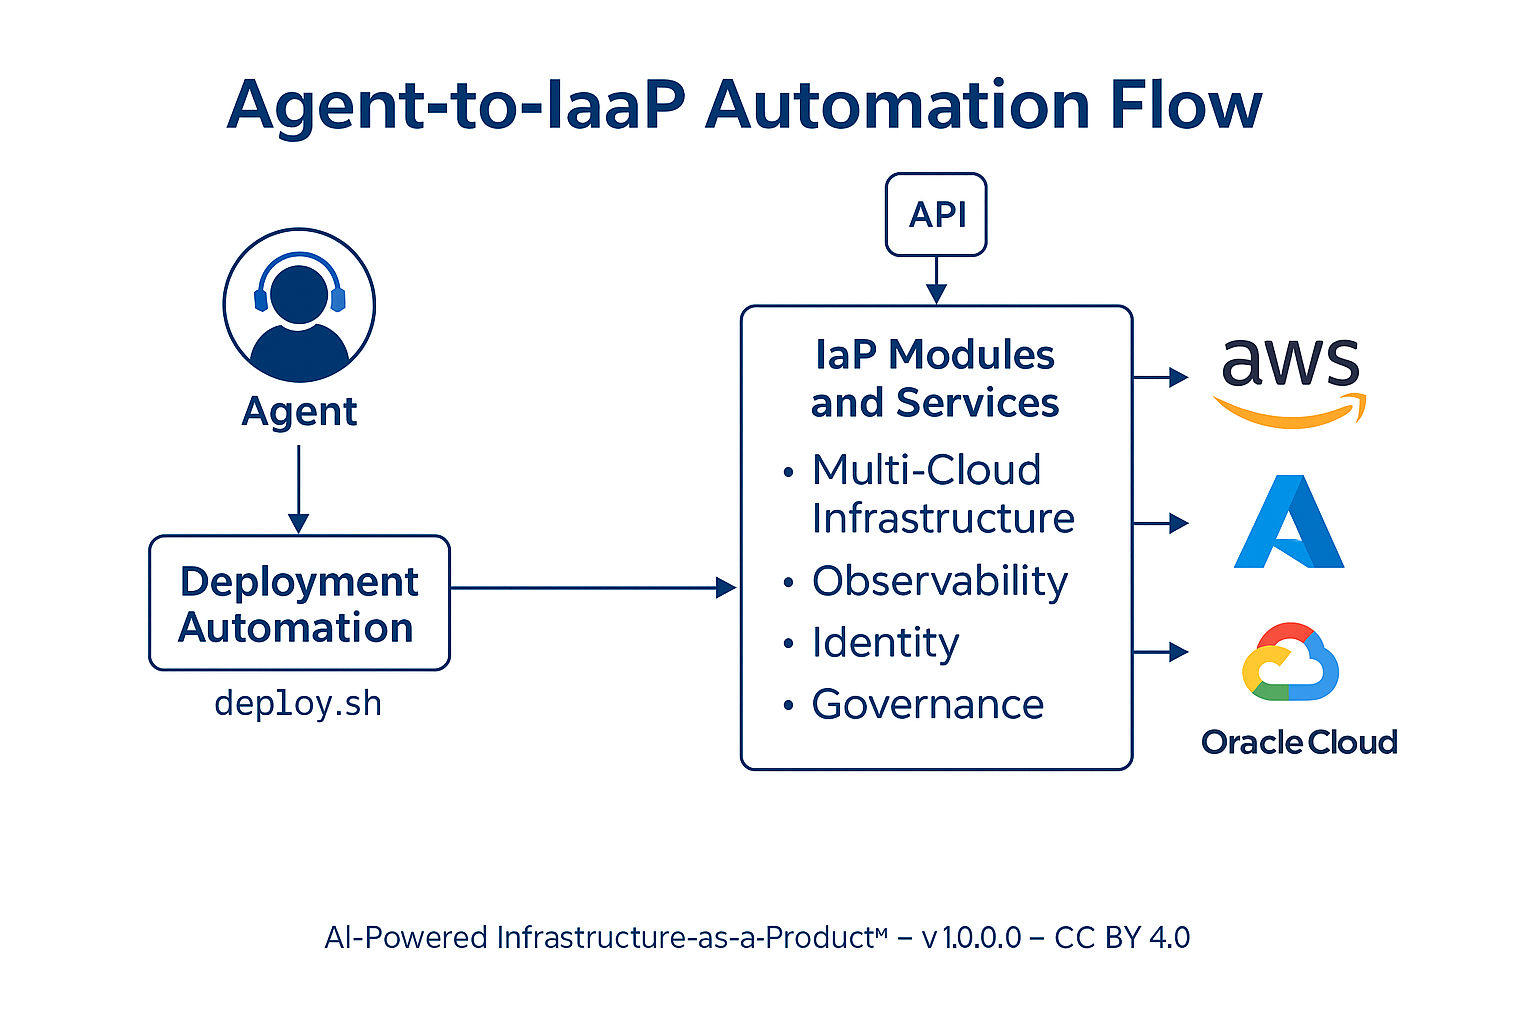 Agent-to-IaaP Automation Flow
API
Agent
Deployment
Automation
deploy.sh
IaP Modules
and Services
• Multi-Cloud
Infrastructure
• Observability
• Identity
• Governance
aws
Oracle Cloud
AI-Powered Infrastructure-as-a-Product™ – v1.0.0.0 – CC BY 4.0